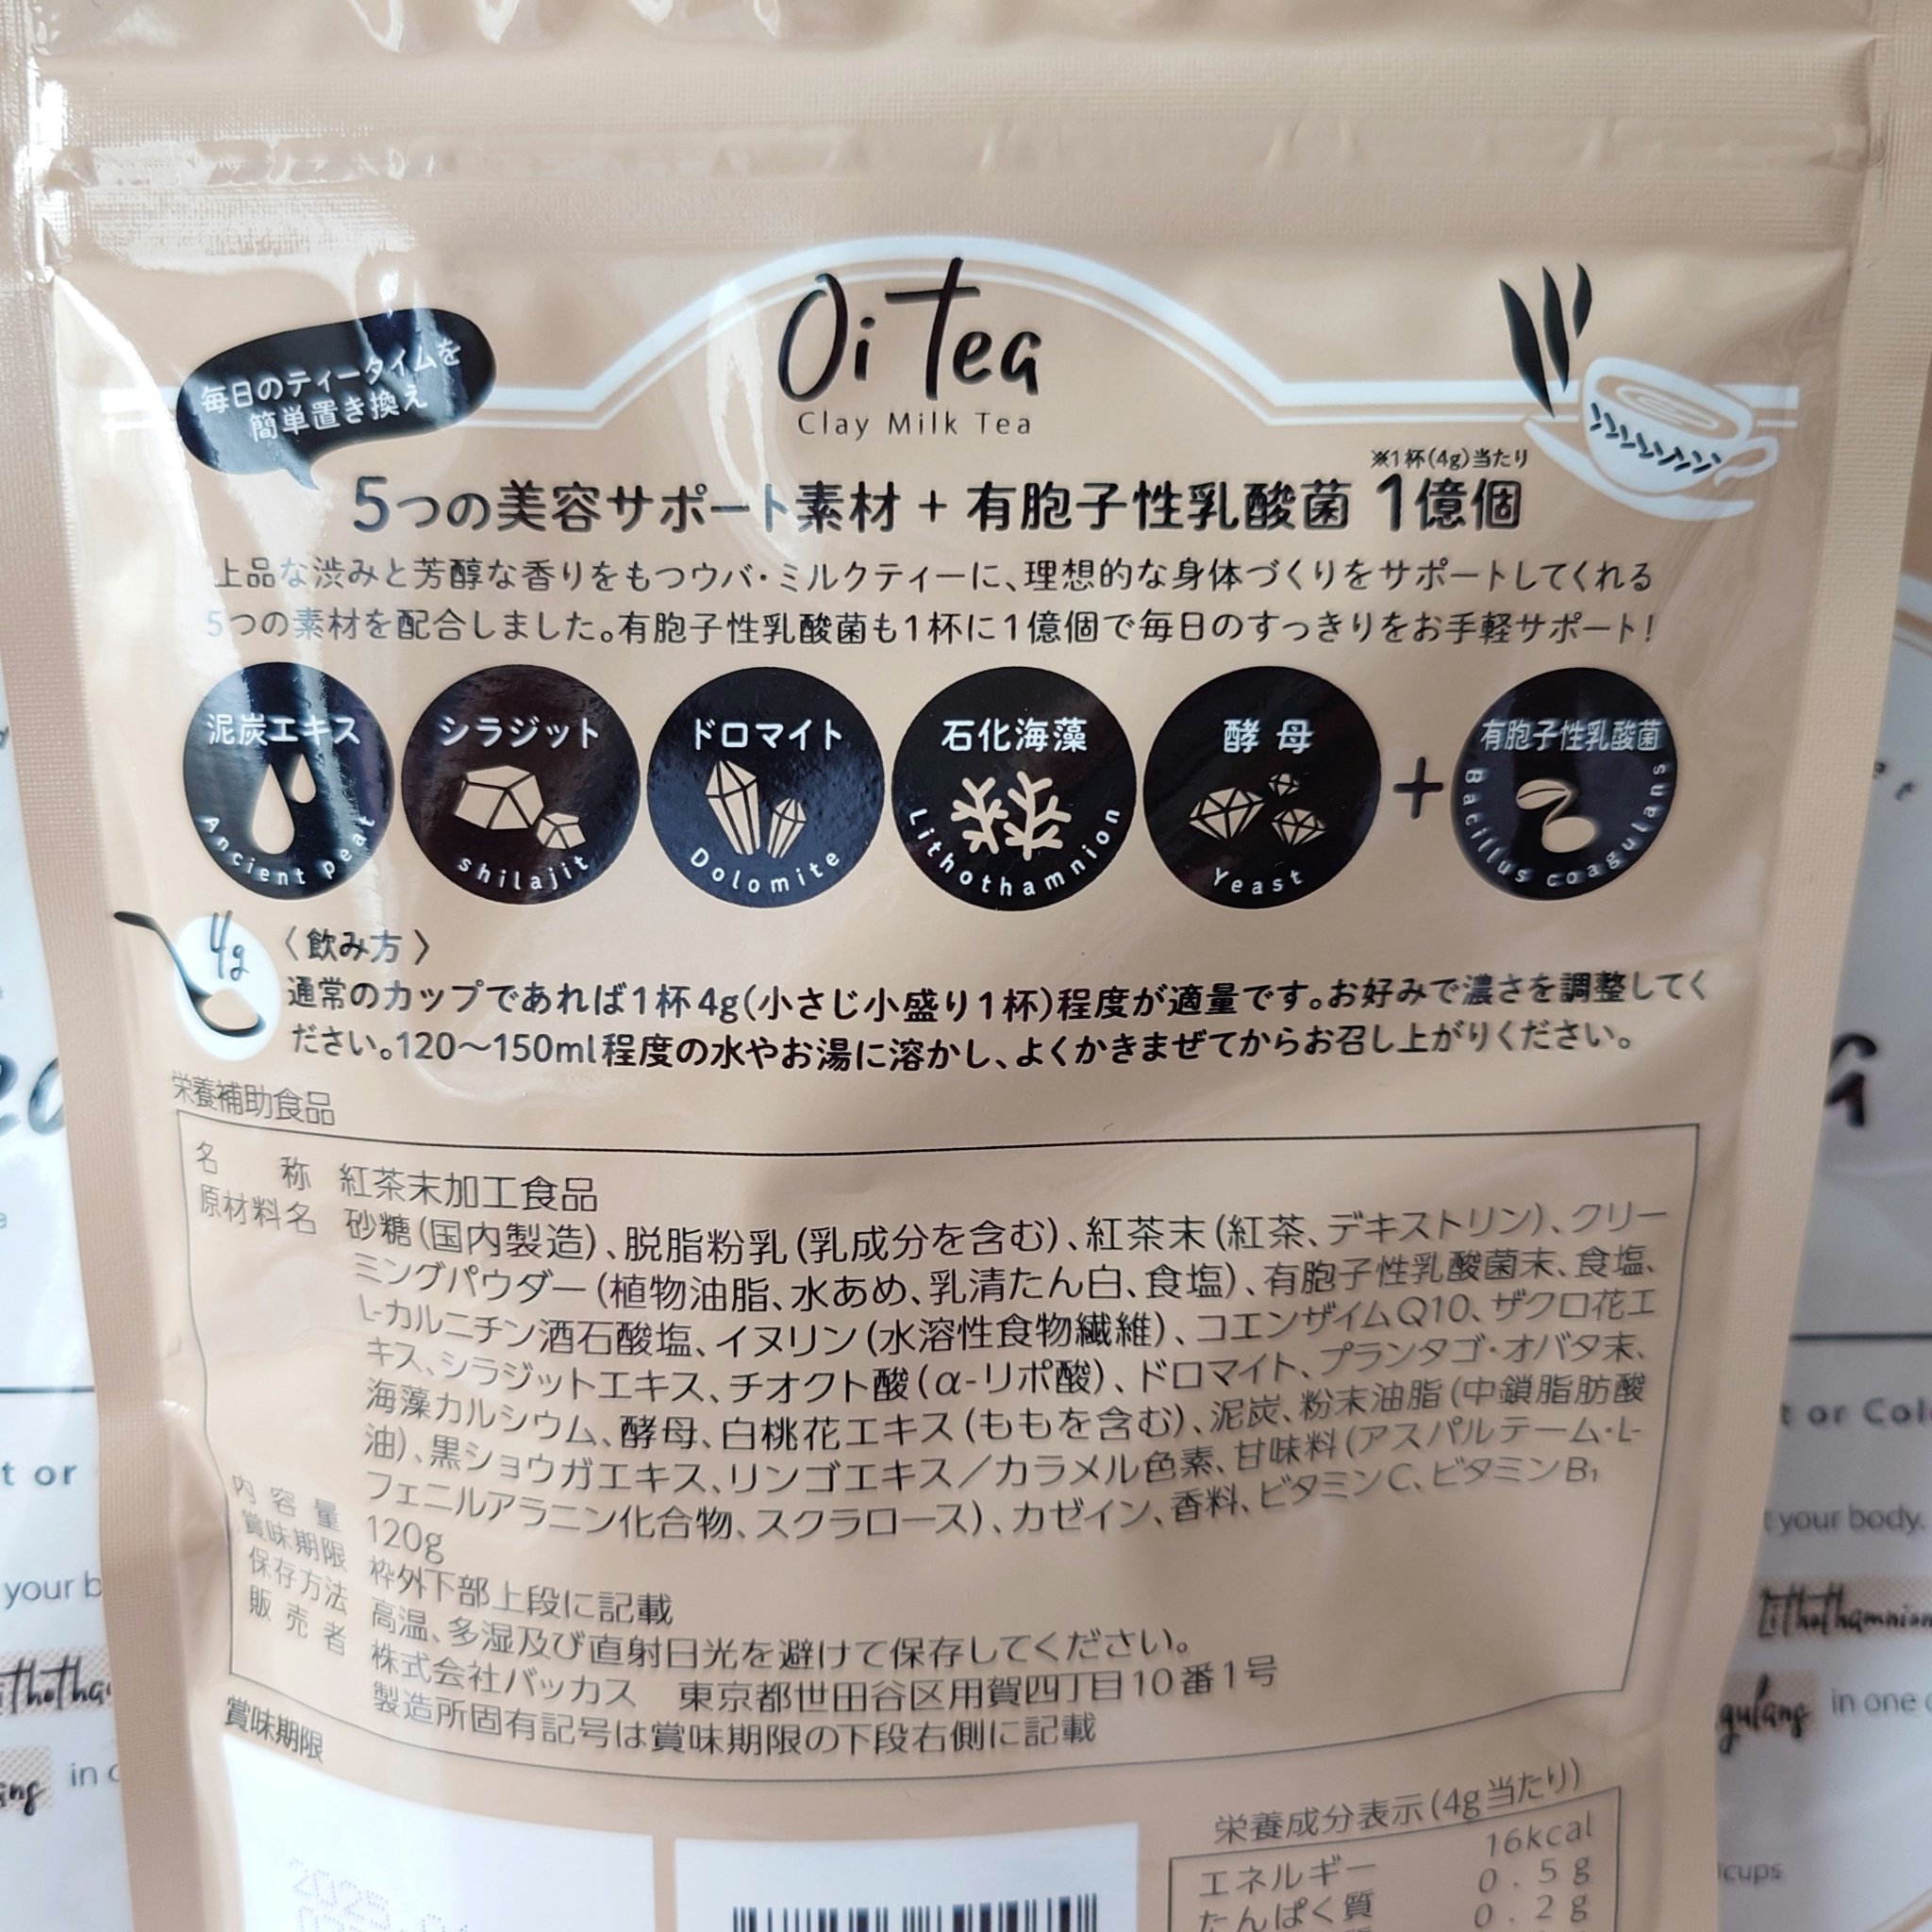 Oi Tea
Clay Milk Tea
毎日のティータイムを
簡単置き換え
※1杯(4g)当たり
5つの美容サポート素材 + 有胞子性乳酸菌 1億個
上品な渋みと芳醇な香りをもつウバ・ミルクティーに、理想的な身体づくりをサポートしてくれる
5つの素材を配合しました。有胞子性乳酸菌も1杯に1億個で毎日のすっきりをお手軽サポート!
泥炭エキス
Ancient peat
シラジット
shilajit
ドロマイト
Dolomite
石化海藻
Lithothamnion
酵母
Yeast
+
有胞子性乳酸菌
Bacillus coagulans
4g
〈飲み方〉
通常のカップであれば1杯4g(小さじ小盛り1杯)程度が適量です。お好みで濃さを調整してく
ださい。120〜150ml程度の水やお湯に溶かし、よくかきまぜてからお召し上がりください。
栄養補助食品
名称 紅茶末加工食品
原材料名 砂糖(国内製造)、脱脂粉乳(乳成分を含む)、紅茶末(紅茶、デキストリン)、クリー
ミングパウダー(植物油脂、水あめ、乳清たん白、食塩)、有胞子性乳酸菌末、食塩、
L-カルニチン酒石酸塩、イヌリン(水溶性食物繊維)、コエンザイムQ10、ザクロ花エ
キス、シラジットエキス、チオクト酸(α-リポ酸)、ドロマイト、プランタゴ・オバタ末、
海藻カルシウム、酵母、白桃花エキス(ももを含む)、泥炭、粉末油脂(中鎖脂肪酸
油)、黒ショウガエキス、リンゴエキス／カラメル色素、甘味料(アスパルテーム・L-
フェニルアラニン化合物、スクラロース)、カゼイン、香料、ビタミンC、ビタミンB₁
内容量 120g
賞味期限 枠外下部上段に記載
保存方法 高温、多湿及び直射日光を避けて保存してください。
販売者 株式会社バッカス 東京都世田谷区用賀四丁目10番1号
製造所固有記号は賞味期限の下段右側に記載
賞味期限
栄養成分表示(4g当たり)
エネルギー 16kcal
たんぱく質 0.5g
0.2g
t or
your b
in
t or Col
your body.
Lithothamnion
in one
cups